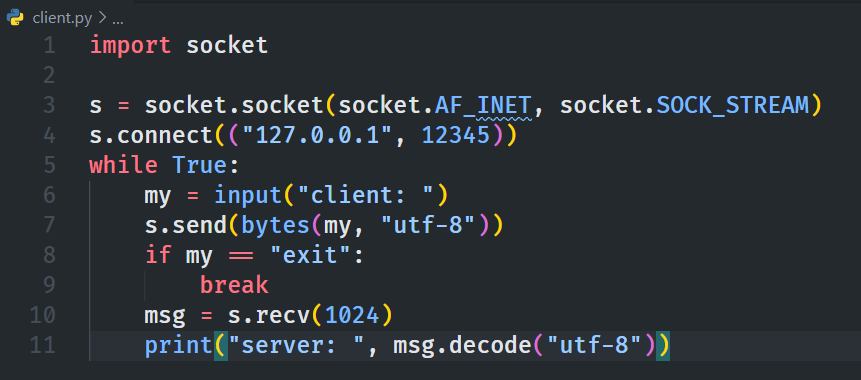 client.py > ...
1 import socket
2
3 s = socket.socket(socket.AF_INET, socket.SOCK_STREAM)
4 s.connect(("127.0.0.1", 12345))
5 while True:
6     my = input("client: ")
7     s.send(bytes(my, "utf-8"))
8     if my == "exit":
9         break
10     msg = s.recv(1024)
11     print("server: ", msg.decode("utf-8"))